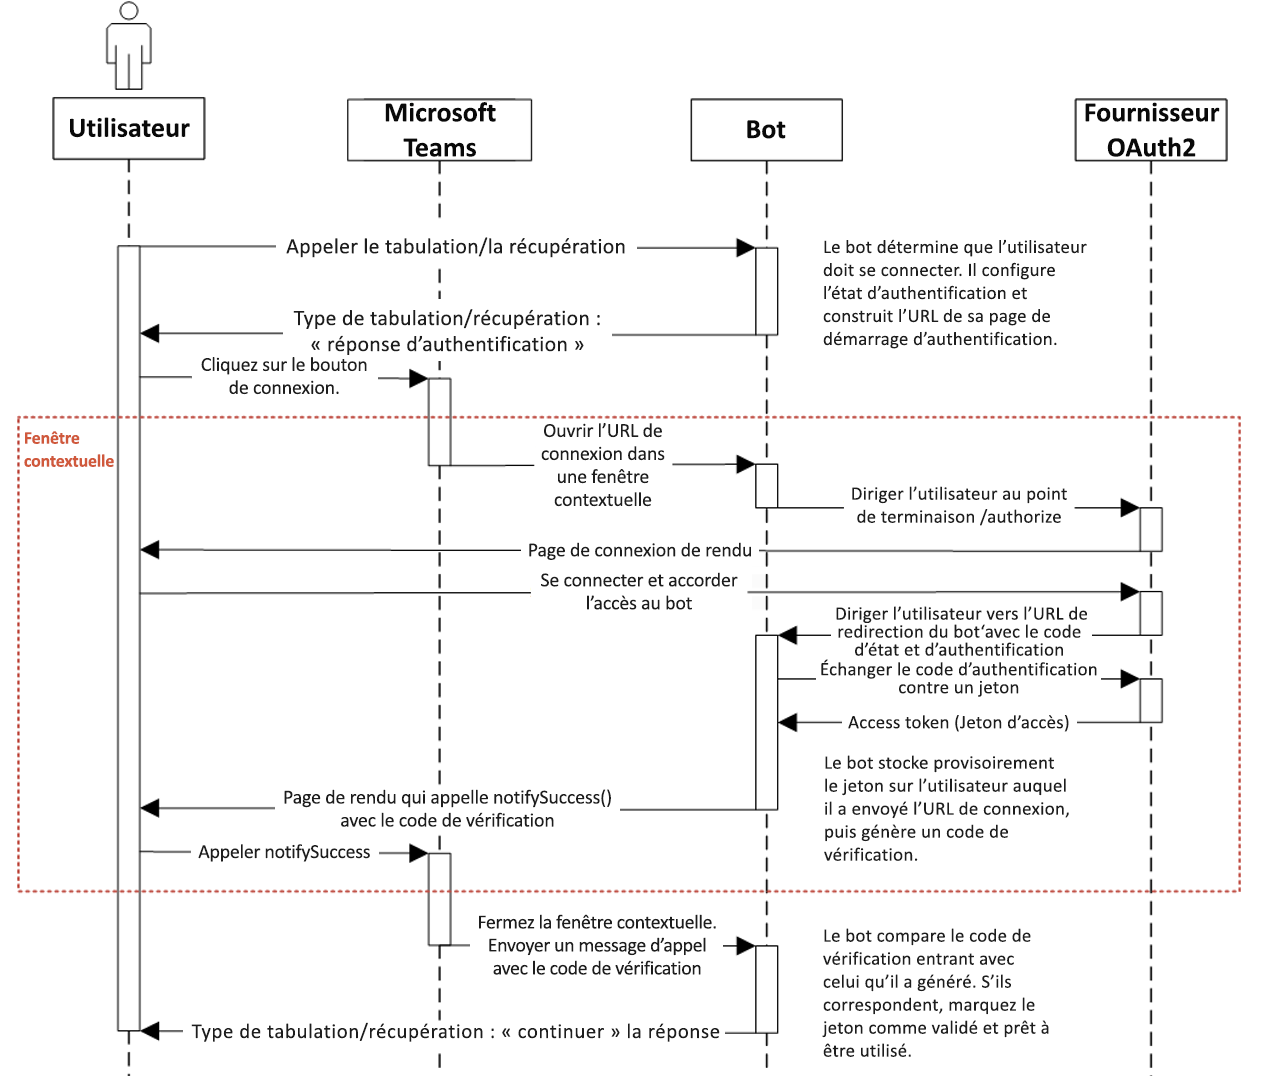 Utilisateur
Microsoft
Teams
Bot
Fournisseur
OAuth2
Appeler le tabulation/la récupération
Le bot détermine que l’utilisateur
doit se connecter. Il configure
l’état d’authentification et
construit l’URL de sa page de
démarrage d’authentification.
Type de tabulation/récupération :
« réponse d’authentification »
Cliquez sur le bouton
de connexion.
Fenêtre
contextuelle
Ouvrir l’URL de
connexion dans
une fenêtre
contextuelle
Diriger l’utilisateur au point
de terminaison /authorize
Page de connexion de rendu
Se connecter et accorder
l’accès au bot
Diriger l’utilisateur vers l’URL de
redirection du bot‘avec le code
d’état et d’authentification
Échanger le code d’authentification
contre un jeton
Access token (Jeton d’accès)
Le bot stocke provisoirement
le jeton sur l’utilisateur auquel
il a envoyé l’URL de connexion,
puis génère un code de
vérification.
Page de rendu qui appelle notifySuccess()
avec le code de vérification
Appeler notifySuccess
Fermez la fenêtre contextuelle.
Envoyer un message d’appel
avec le code de vérification
Le bot compare le code de
vérification entrant avec
celui qu’il a généré. S’ils
correspondent, marquez le
jeton comme validé et prêt à
être utilisé.
Type de tabulation/récupération : « continuer » la réponse